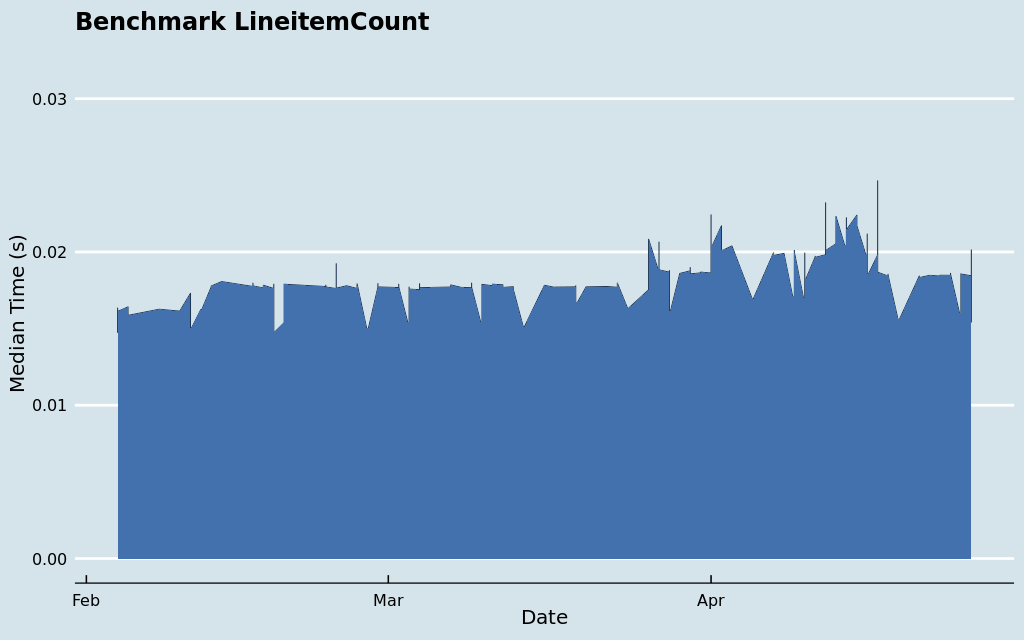 Benchmark LineitemCount
0.03
0.02
0.01
0.00
Median Time (s)
Feb Mar Apr
Date